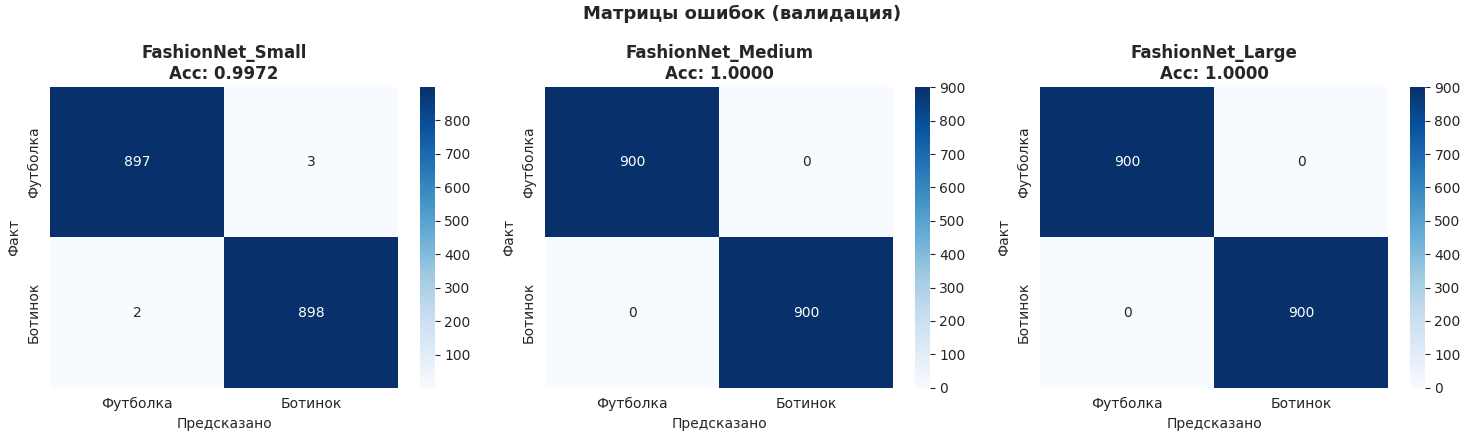 Матрицы ошибок (валидация)
FashionNet_Small
Acc: 0.9972
Факт
Футболка
Ботинок
897
3
2
898
Футболка
Ботинок
Предсказано
800
700
600
500
400
300
200
100
FashionNet_Medium
Acc: 1.0000
Факт
Футболка
Ботинок
900
0
0
900
Футболка
Ботинок
Предсказано
900
800
700
600
500
400
300
200
100
0
FashionNet_Large
Acc: 1.0000
Факт
Футболка
Ботинок
900
0
0
900
Футболка
Ботинок
Предсказано
900
800
700
600
500
400
300
200
100
0